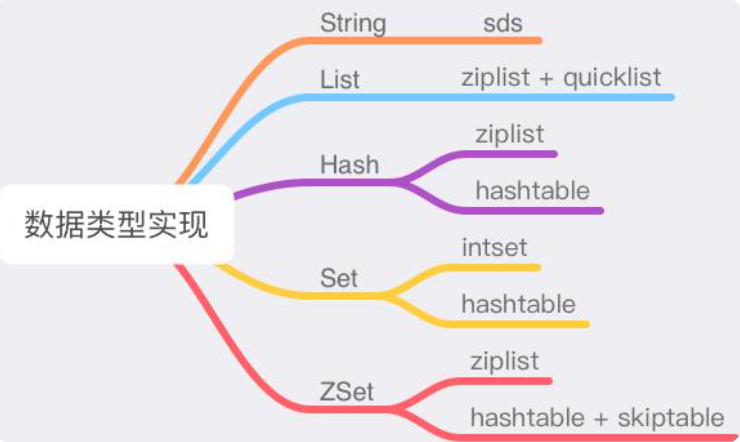 数据类型实现
String
sds
List
ziplist + quicklist
Hash
ziplist
hashtable
Set
intset
hashtable
ZSet
ziplist
hashtable + skiptable